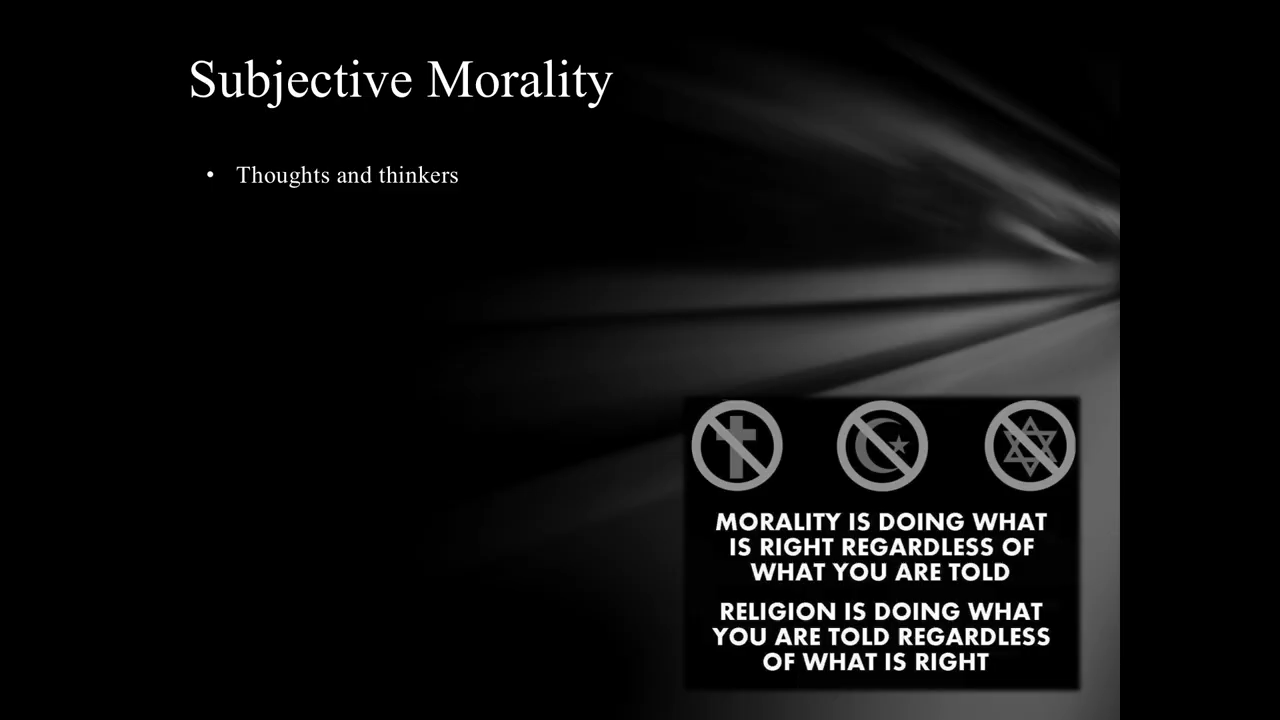 Subjective Morality
• Thoughts and thinkers
MORALITY IS DOING WHAT
IS RIGHT REGARDLESS OF
WHAT YOU ARE TOLD
RELIGION IS DOING WHAT
YOU ARE TOLD REGARDLESS
OF WHAT IS RIGHT